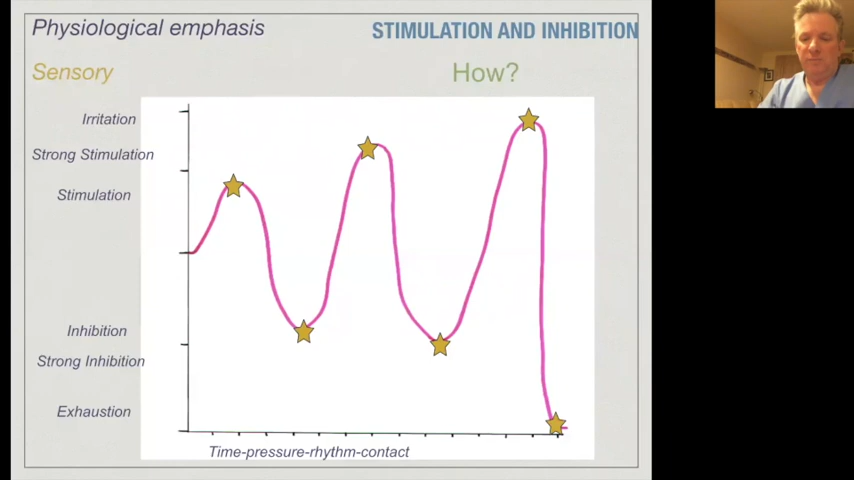 Physiological emphasis
STIMULATION AND INHIBITION
Sensory
How?
Irritation
Strong Stimulation
Stimulation
Inhibition
Strong Inhibition
Exhaustion
Time-pressure-rhythm-contact